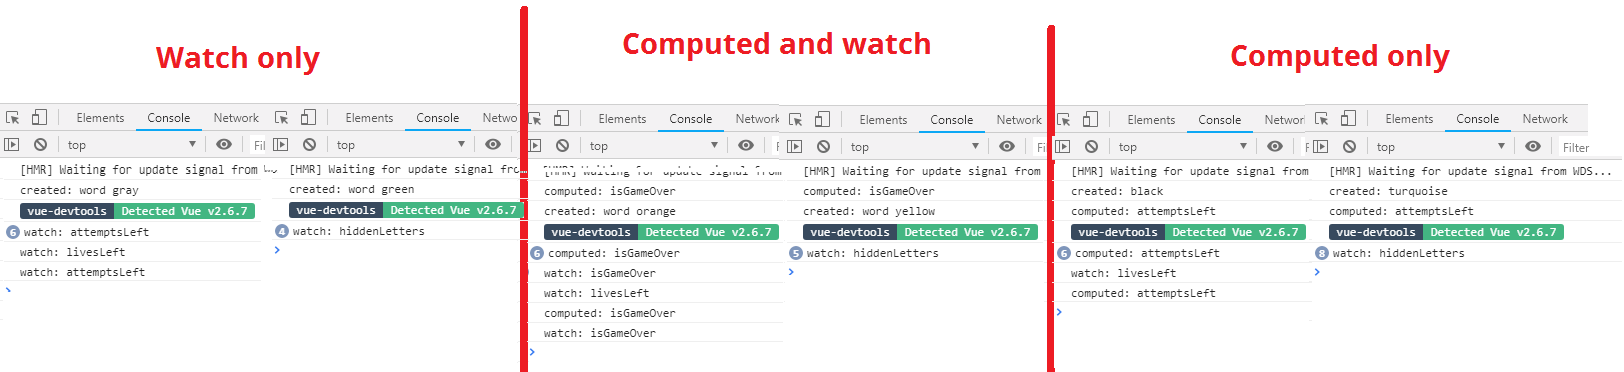 Watch only
Elements Console Network
top Fi
[HMR] Waiting for update signal from
created: word gray
vue-devtools Detected Vue v2.6.7
6 watch: attemptsLeft
watch: livesLeft
watch: attemptsLeft
Elements Console Netwo
top
[HMR] Waiting for update signal fro
created: word green
vue-devtools Detected Vue v2.6.7
4 watch: hiddenLetters
Computed and watch
Elements Console Network
top
[HMR] Waiting for update signal from
computed: isGameOver
created: word orange
vue-devtools Detected Vue v2.6.7
6 computed: isGameOver
watch: isGameOver
watch: livesLeft
computed: isGameOver
watch: isGameOver
Elements Console Network
top Fi
[HMR] Waiting for update signal from
computed: isGameOver
created: word yellow
vue-devtools Detected Vue v2.6.7
5 watch: hiddenLetters
Computed only
Elements Console Networ
top F
[HMR] Waiting for update signal from
created: black
computed: attemptsLeft
vue-devtools Detected Vue v2.6.7
6 computed: attemptsLeft
watch: livesLeft
computed: attemptsLeft
Elements Console Network
top Filter
[HMR] Waiting for update signal from WDS...
created: turquoise
computed: attemptsLeft
vue-devtools Detected Vue v2.6.7
8 watch: hiddenLetters